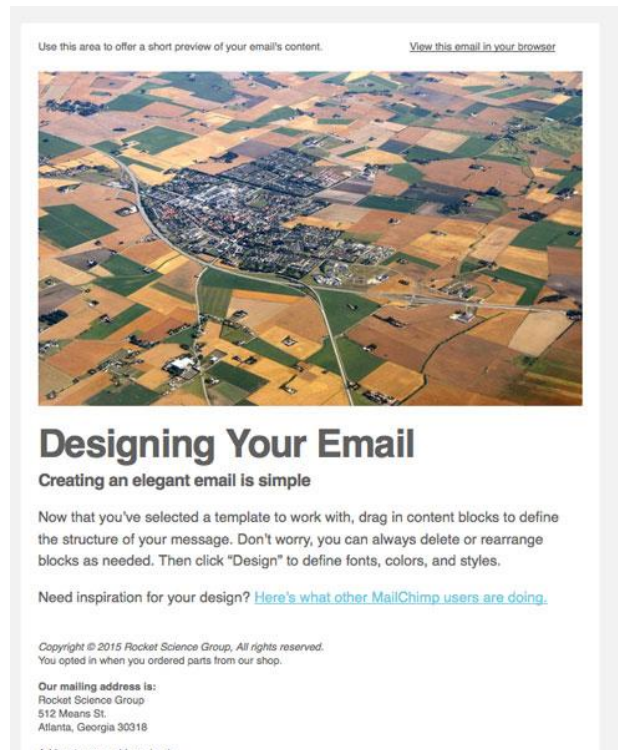 Use this area to offer a short preview of your email's content.
View this email in your browser
Designing Your Email
Creating an elegant email is simple
Now that you've selected a template to work with, drag in content blocks to define
the structure of your message. Don't worry, you can always delete or rearrange
blocks as needed. Then click “Design” to define fonts, colors, and styles.
Need inspiration for your design? Here's what other MailChimp users are doing.
Copyright © 2015 Rocket Science Group, All rights reserved.
You opted in when you ordered parts from our shop.
Our mailing address is:
Rocket Science Group
512 Means St.
Atlanta, Georgia 30318